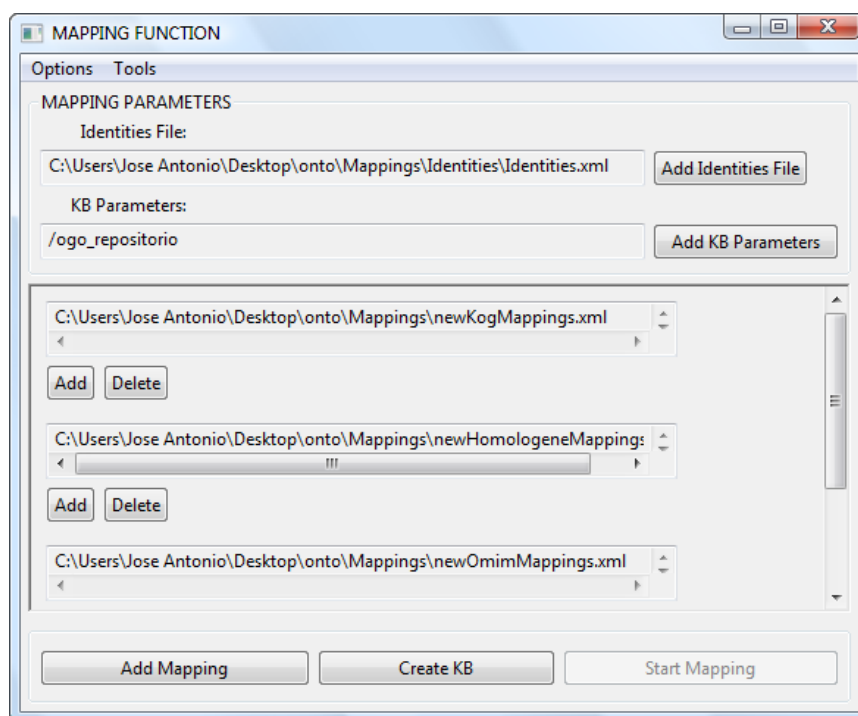 MAPPING FUNCTION
Options Tools
MAPPING PARAMETERS
Identities File:
C:\Users\Jose Antonio\Desktop\onto\Mappings\Identities\Identities.xml Add Identities File
KB Parameters:
/ogo_repositorio Add KB Parameters
C:\Users\Jose Antonio\Desktop\onto\Mappings\newKogMappings.xml
Add Delete
C:\Users\Jose Antonio\Desktop\onto\Mappings\newHomologeneMappings
Add Delete
C:\Users\Jose Antonio\Desktop\onto\Mappings\newOmimMappings.xml
Add Mapping Create KB Start Mapping